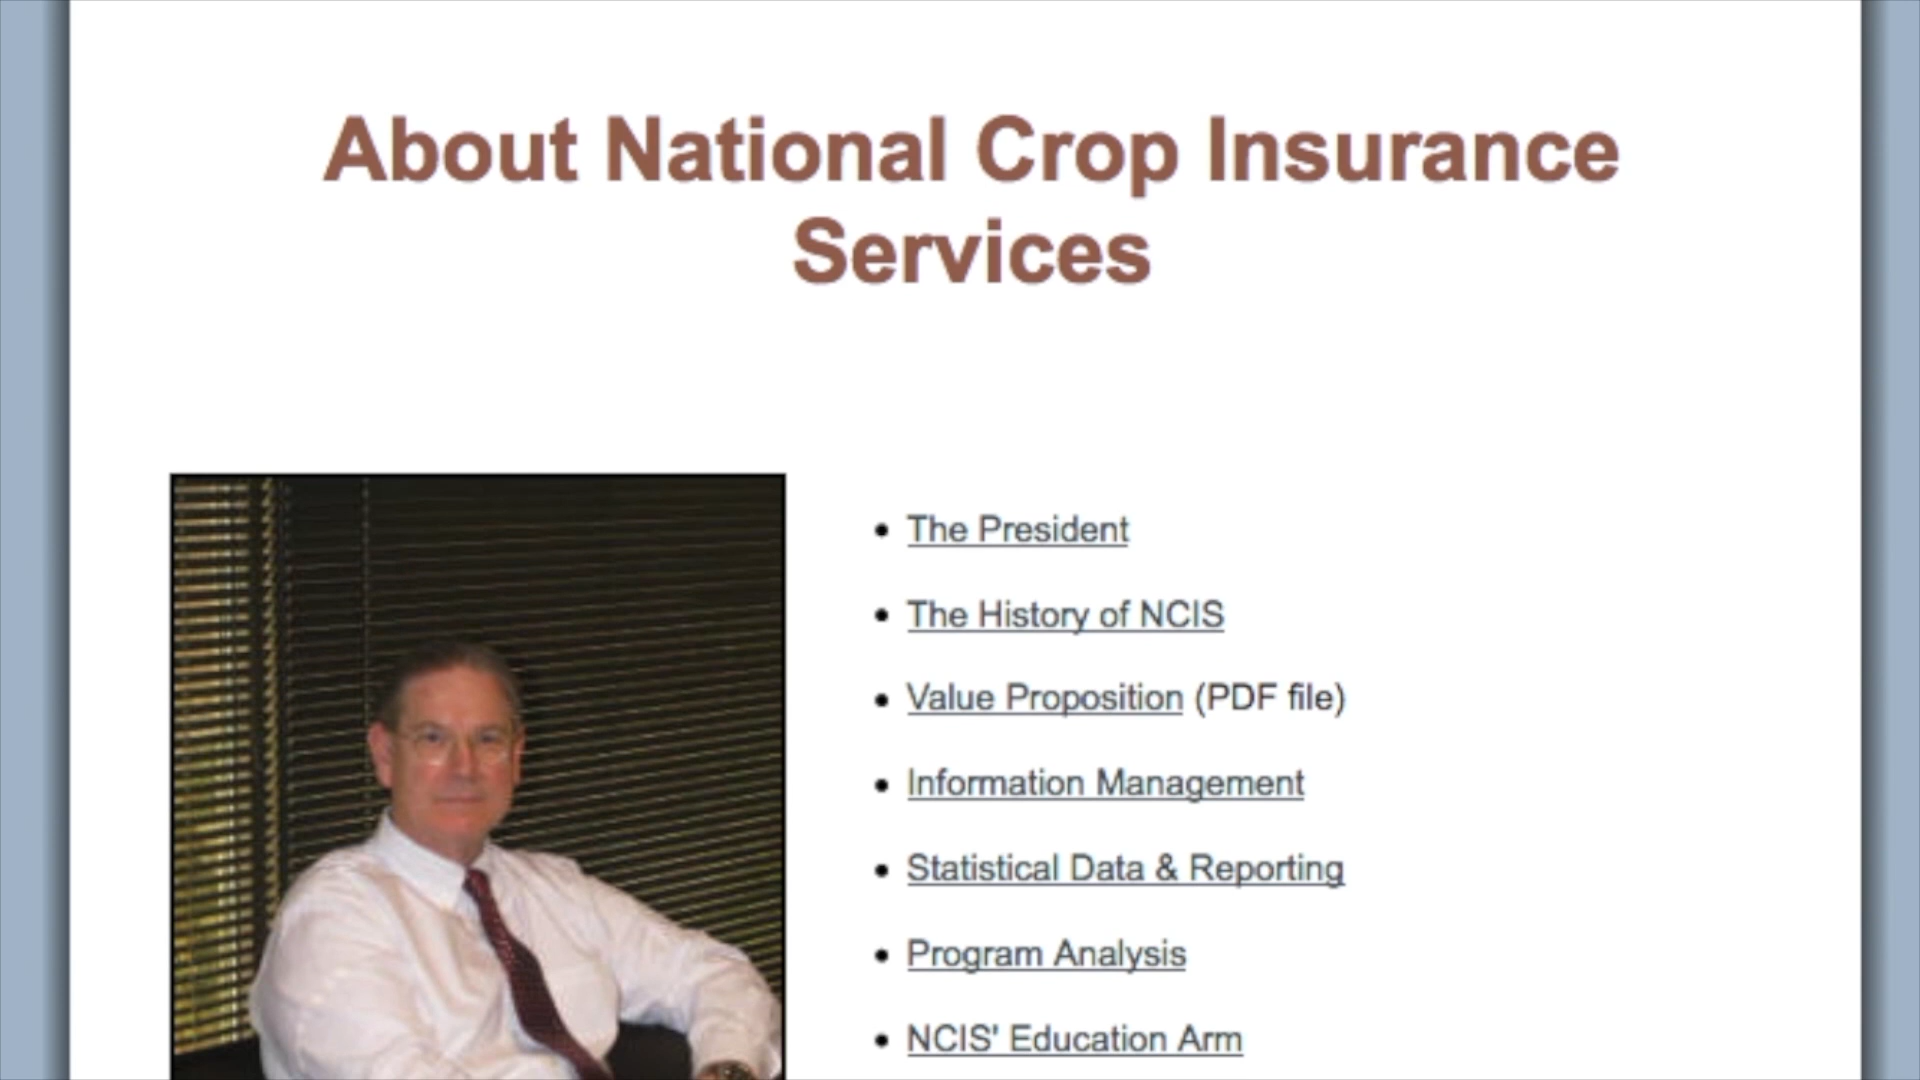 About National Crop Insurance
Services
The President
The History of NCIS
Value Proposition (PDF file)
Information Management
Statistical Data & Reporting
Program Analysis
NCIS' Education Arm